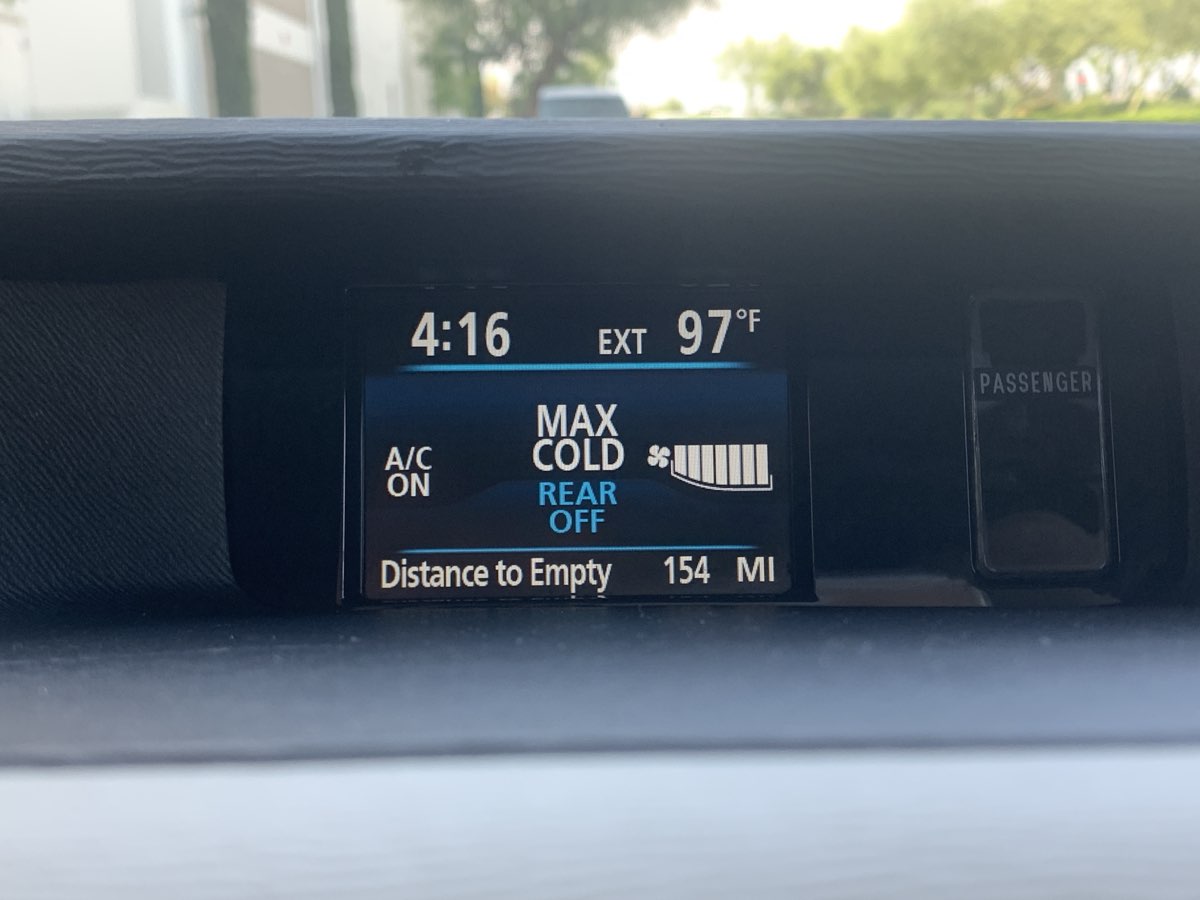 4:16 EXT 97°F
MAX
COLD
A/C
ON
REAR
OFF
Distance to Empty 154 MI
PASSENGER